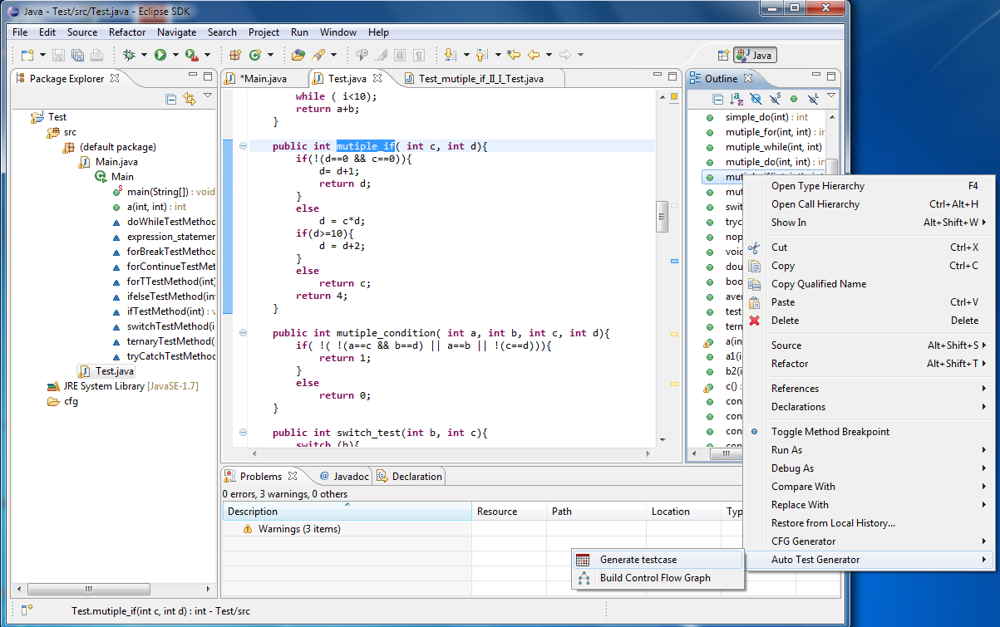 Java - Test/src/Test.java - Eclipse SDK
File Edit Source Refactor Navigate Search Project Run Window Help
Java
Package Explorer
Test
src
(default package)
Main.java
Main
main(String[]) : void
a(int, int) : int
doWhileTestMethod
expression_statemer
forBreakTestMethod
forContinueTestMet
forTTestMethod(int)
ifelseTestMethod(in
ifTestMethod(int) : v
switchTestMethod(i
ternaryTestMethod(
tryCatchTestMethod
Test.java
JRE System Library [JavaSE-1.7]
cfg
*Main.java Test.java Test_mutiple_if_II_I_Test.java
while ( i<10);
return a+b;
}
public int mutiple_if( int c, int d){
if(!(d==0 && c==0)){
d= d+1;
return d;
}
else
d = c*d;
if(d>=10){
d = d+2;
}
else
return c;
return 4;
}
public int mutiple_condition( int a, int b, int c, int d){
if( !( !(a==c && b==d) || a==b || !(c==d))){
return 1;
}
else
return 0;
}
public int switch_test(int b, int c){
switch (b){
Outline
simple_do(int) : int
mutiple_for(int, int) : ir
mutiple_while(int, int)
mutiple_do(int, int) : ir
mut
swit
tryc
nop
voic
dou
boo
aver
test
tern
a(in
a1(i
b2(i
c() :
con
con
con
Open Type Hierarchy F4
Open Call Hierarchy Ctrl+Alt+H
Show In Alt+Shift+W
Cut Ctrl+X
Copy Ctrl+C
Copy Qualified Name
Paste Ctrl+V
Delete Delete
Source Alt+Shift+S
Refactor Alt+Shift+T
References
Declarations
Toggle Method Breakpoint
Run As
Debug As
Compare With
Replace With
Restore from Local History...
CFG Generator
Auto Test Generator
Generate testcase
Build Control Flow Graph
Problems @ Javadoc Declaration
0 errors, 3 warnings, 0 others
Description Resource Path Location Typ
Warnings (3 items)
Test.mutiple_if(int c, int d) : int - Test/src